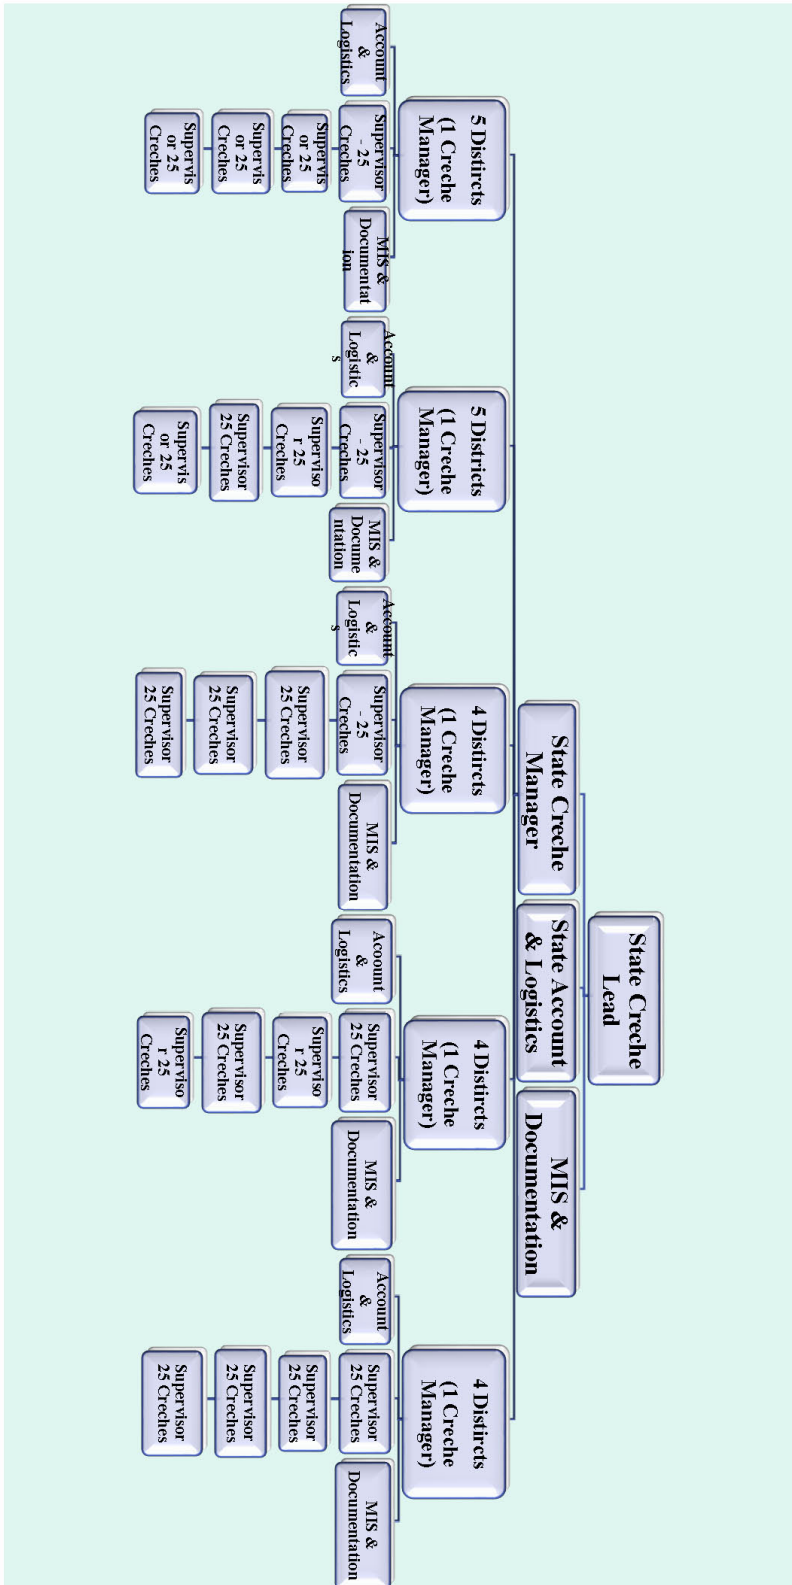 State Creche
Lead
State Creche
Manager
State Account
& Logistics
MIS &
Documentation
5 Distircts
(1 Creche
Manager)
5 Districts
(1 Creche
Manager)
4 Distircts
(1 Creche
Manager)
4 Distircts
(1 Creche
Manager)
4 Distircts
(1 Creche
Manager)
Account
&
Logistics
Supervisor
- 25
Creches
Supervis
or 25
Creches
Supervis
or 25
Creches
Supervis
or 25
Creches
MIS &
Documentat
ion
Account
&
Logistic
s
Supervisor
- 25
Creches
Superviso
r 25
Creches
Supervisor
25 Creches
Supervis
or 25
Creches
MIS &
Docume
ntation
Account
&
Logistic
s
Supervisor
- 25
Creches
Supervisor
25 Creches
Supervisor
25 Creches
Supervisor
25 Creches
MIS &
Documentation
Acoount
&
Logistics
Supervisor
25 Creches
Superviso
r 25
Creches
Supervisor
25 Creches
Superviso
r 25
Creches
MIS &
Documentation
Account
&
Logistics
Supervisor
25 Creches
Supervisor
25 Creches
Supervisor
25 Creches
Supervisor
25 Creches
MIS &
Documentation